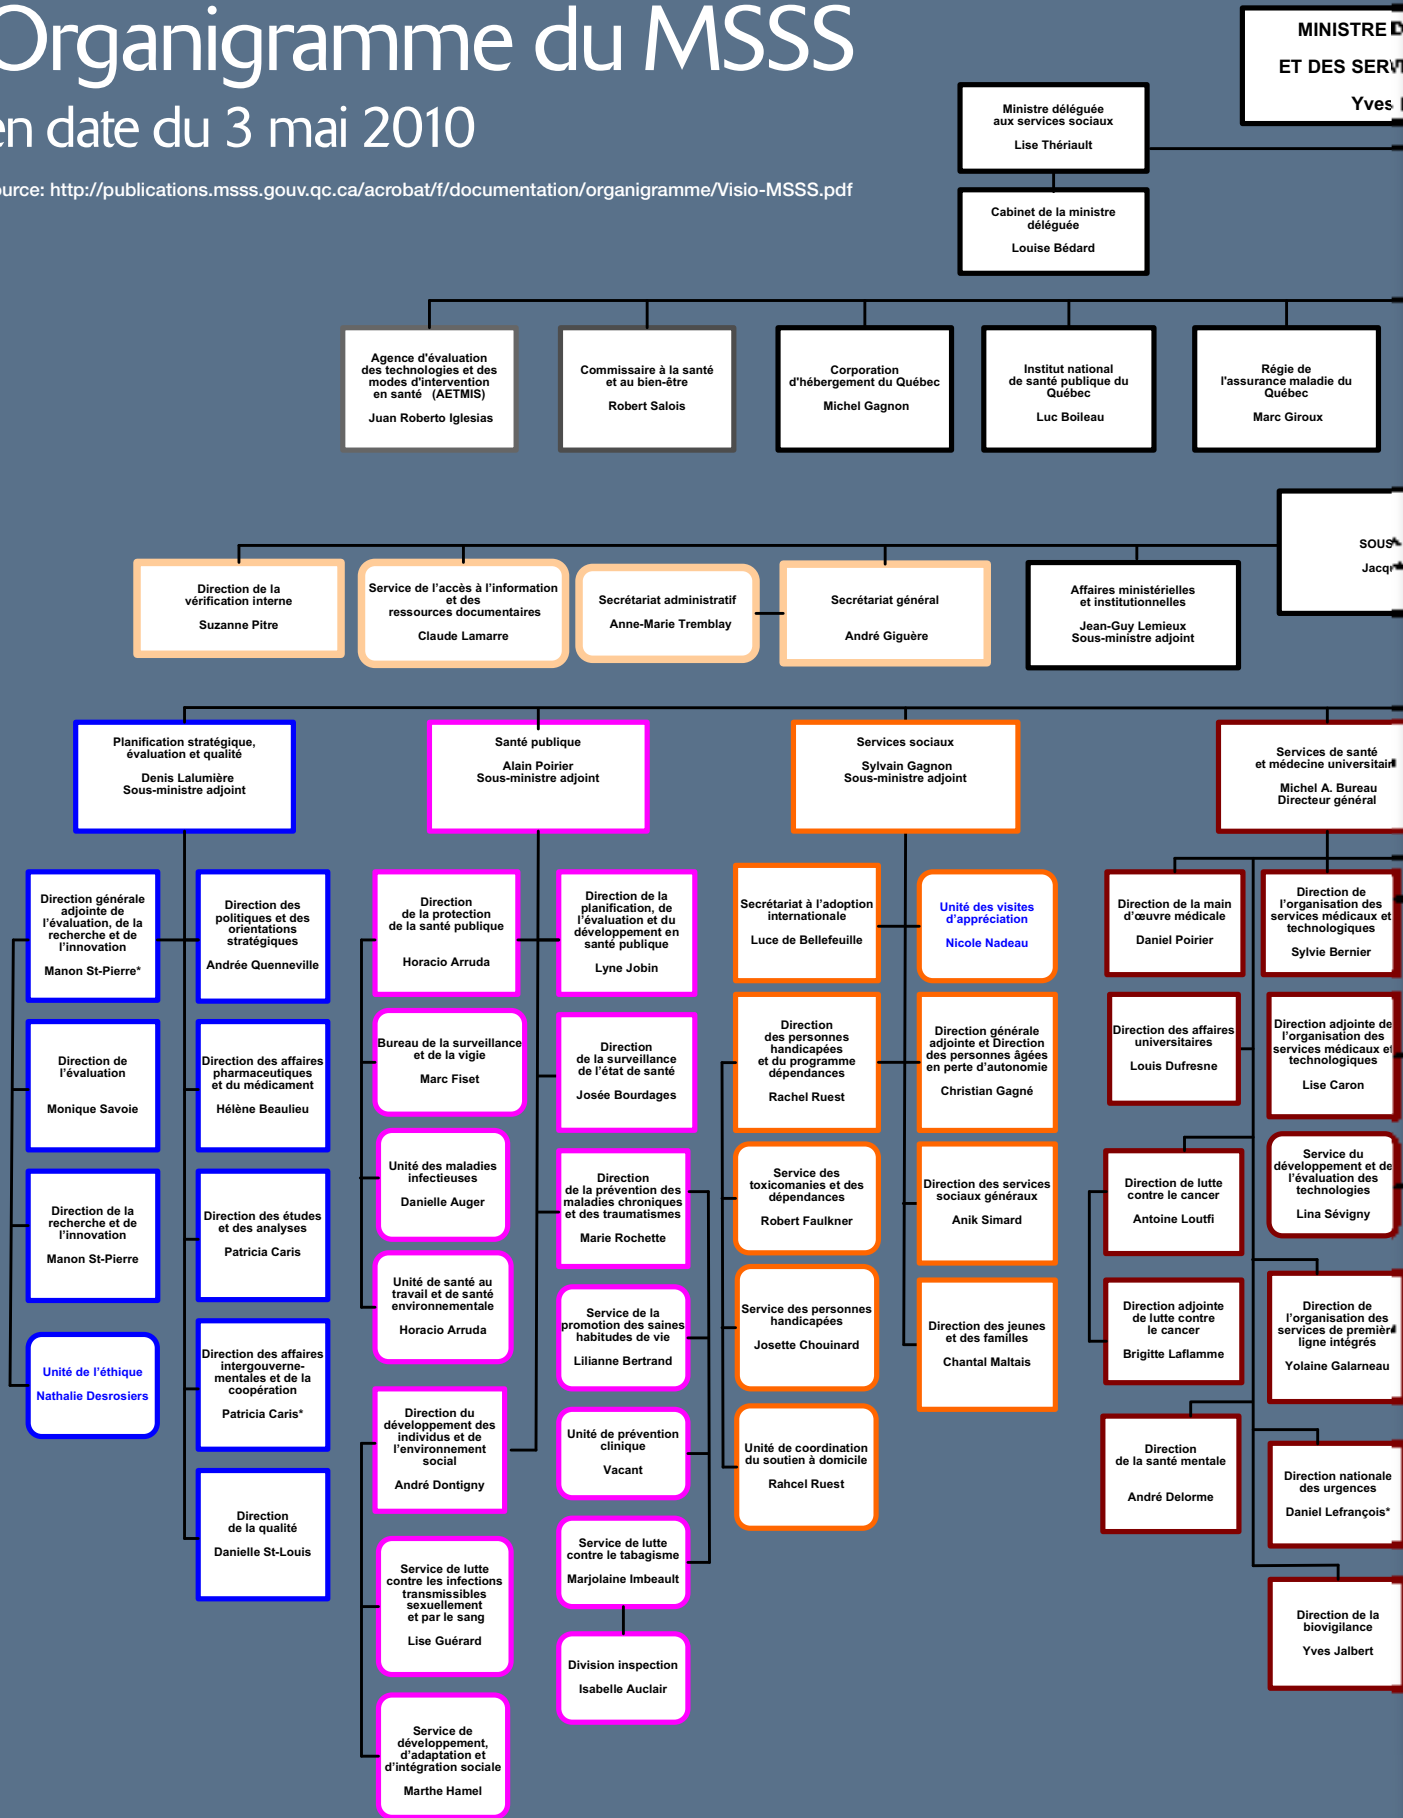 Organigramme du MSSS
en date du 3 mai 2010
source: http://publications.msss.gouv.qc.ca/acrobat/f/documentation/organigramme/Visio-MSSS.pdf
MINISTRE
ET DES
Yves
Ministre déléguée
aux services sociaux
Lise Thériault
Cabinet de la ministre
déléguée
Louise Bédard
Agence d'évaluation
des technologies et des
modes d'intervention
en santé (AETMIS)
Juan Roberto Iglesias
Commissaire à la santé
et au bien-être
Robert Salois
Corporation
d'hébergement du Québec
Michel Gagnon
Institut national
de santé publique du
Québec
Luc Boileau
Régie de
l'assurance maladie du
Québec
Marc Giroux
SOUS
Direction de la
vérification interne
Suzanne Pitre
Service de l'accès à l'information
et des
ressources documentaires
Claude Lamarre
Secrétariat administratif
Anne-Marie Tremblay
Secrétariat général
André Giguère
Affaires ministérielles
et institutionnelles
Jean-Guy Lemieux
Sous-ministre adjoint
Planification stratégique,
évaluation et qualité
Denis Lalumière
Sous-ministre adjoint
Direction générale
adjointe de
l'évaluation, de la
recherche et de
l'innovation
Manon St-Pierre*
Direction de
l'évaluation
Monique Savoie
Direction de la
recherche et de
l'innovation
Manon St-Pierre
Unité de l'éthique
Nathalie Desrosiers
Direction des
politiques et des
orientations
stratégiques
Andrée Quenneville
Direction des affaires
pharmaceutiques
et du médicament
Hélène Beaulieu
Direction des études
et des analyses
Patricia Caris
Direction des affaires
intergouverne-
mentales et de la
coopération
Patricia Caris*
Direction
de la qualité
Danielle St-Louis
Santé publique
Alain Poirier
Sous-ministre adjoint
Direction
de la protection
de la santé publique
Horacio Arruda
Bureau de la surveillance
et de la vigie
Marc Fiset
Unité des maladies
infectieuses
Danielle Auger
Unité de santé au
travail et de santé
environnementale
Horacio Arruda
Direction du
développement des
individus et de
l'environnement
social
André Dontigny
Service de lutte
contre les infections
transmissibles
sexuellement
et par le sang
Lise Guérard
Service de
développement,
d'adaptation et
d'intégration sociale
Marthe Hamel
Direction de la
planification, de
l'évaluation et du
développement en
santé publique
Lyne Jobin
Direction
de la surveillance
de l'état de santé
Josée Bourdages
Direction
de la prévention des
maladies chroniques
et des traumatismes
Marie Rochette
Service de la
promotion des saines
habitudes de vie
Lilianne Bertrand
Unité de prévention
clinique
Vacant
Service de lutte
contre le tabagisme
Marjolaine Imbeault
Division inspection
Isabelle Auclair
Services sociaux
Sylvain Gagnon
Sous-ministre adjoint
Secrétariat à l'adoption
internationale
Luce de Bellefeuille
Direction
des personnes
handicapées
et du programme
dépendances
Rachel Ruest
Service des
toxicomanies et des
dépendances
Robert Faulkner
Service des personnes
handicapées
Josette Chouinard
Unité de coordination
du soutien à domicile
Rahcel Ruest
Unité des visites
d'appréciation
Nicole Nadeau
Direction générale
adjointe et Direction
des personnes âgées
en perte d'autonomie
Christian Gagné
Direction des services
sociaux généraux
Anik Simard
Direction des jeunes
et des familles
Chantal Maltais
Services de santé
et médecine
Michel A. Bureau
Directeur général
Direction de la main
d'œuvre médicale
Daniel Poirier
Direction des affaires
universitaires
Louis Dufresne
Direction de lutte
contre le cancer
Antoine Loutfi
Direction adjointe
de lutte contre
le cancer
Brigitte Laflamme
Direction
de la santé mentale
André Delorme
Direction de
l'organisation des
services médicaux et
technologiques
Sylvie Bernier
Direction adjointe de
l'organisation des
services médicaux et
technologiques
Lise Caron
Service du
développement et de
l'évaluation des
technologies
Lina Sévigny
Direction de
l'organisation des
services de première
ligne intégrés
Yolaine Galarneau
Direction nationale
des urgences
Daniel Lefrançois*
Direction de la
biovigilance
Yves Jalbert